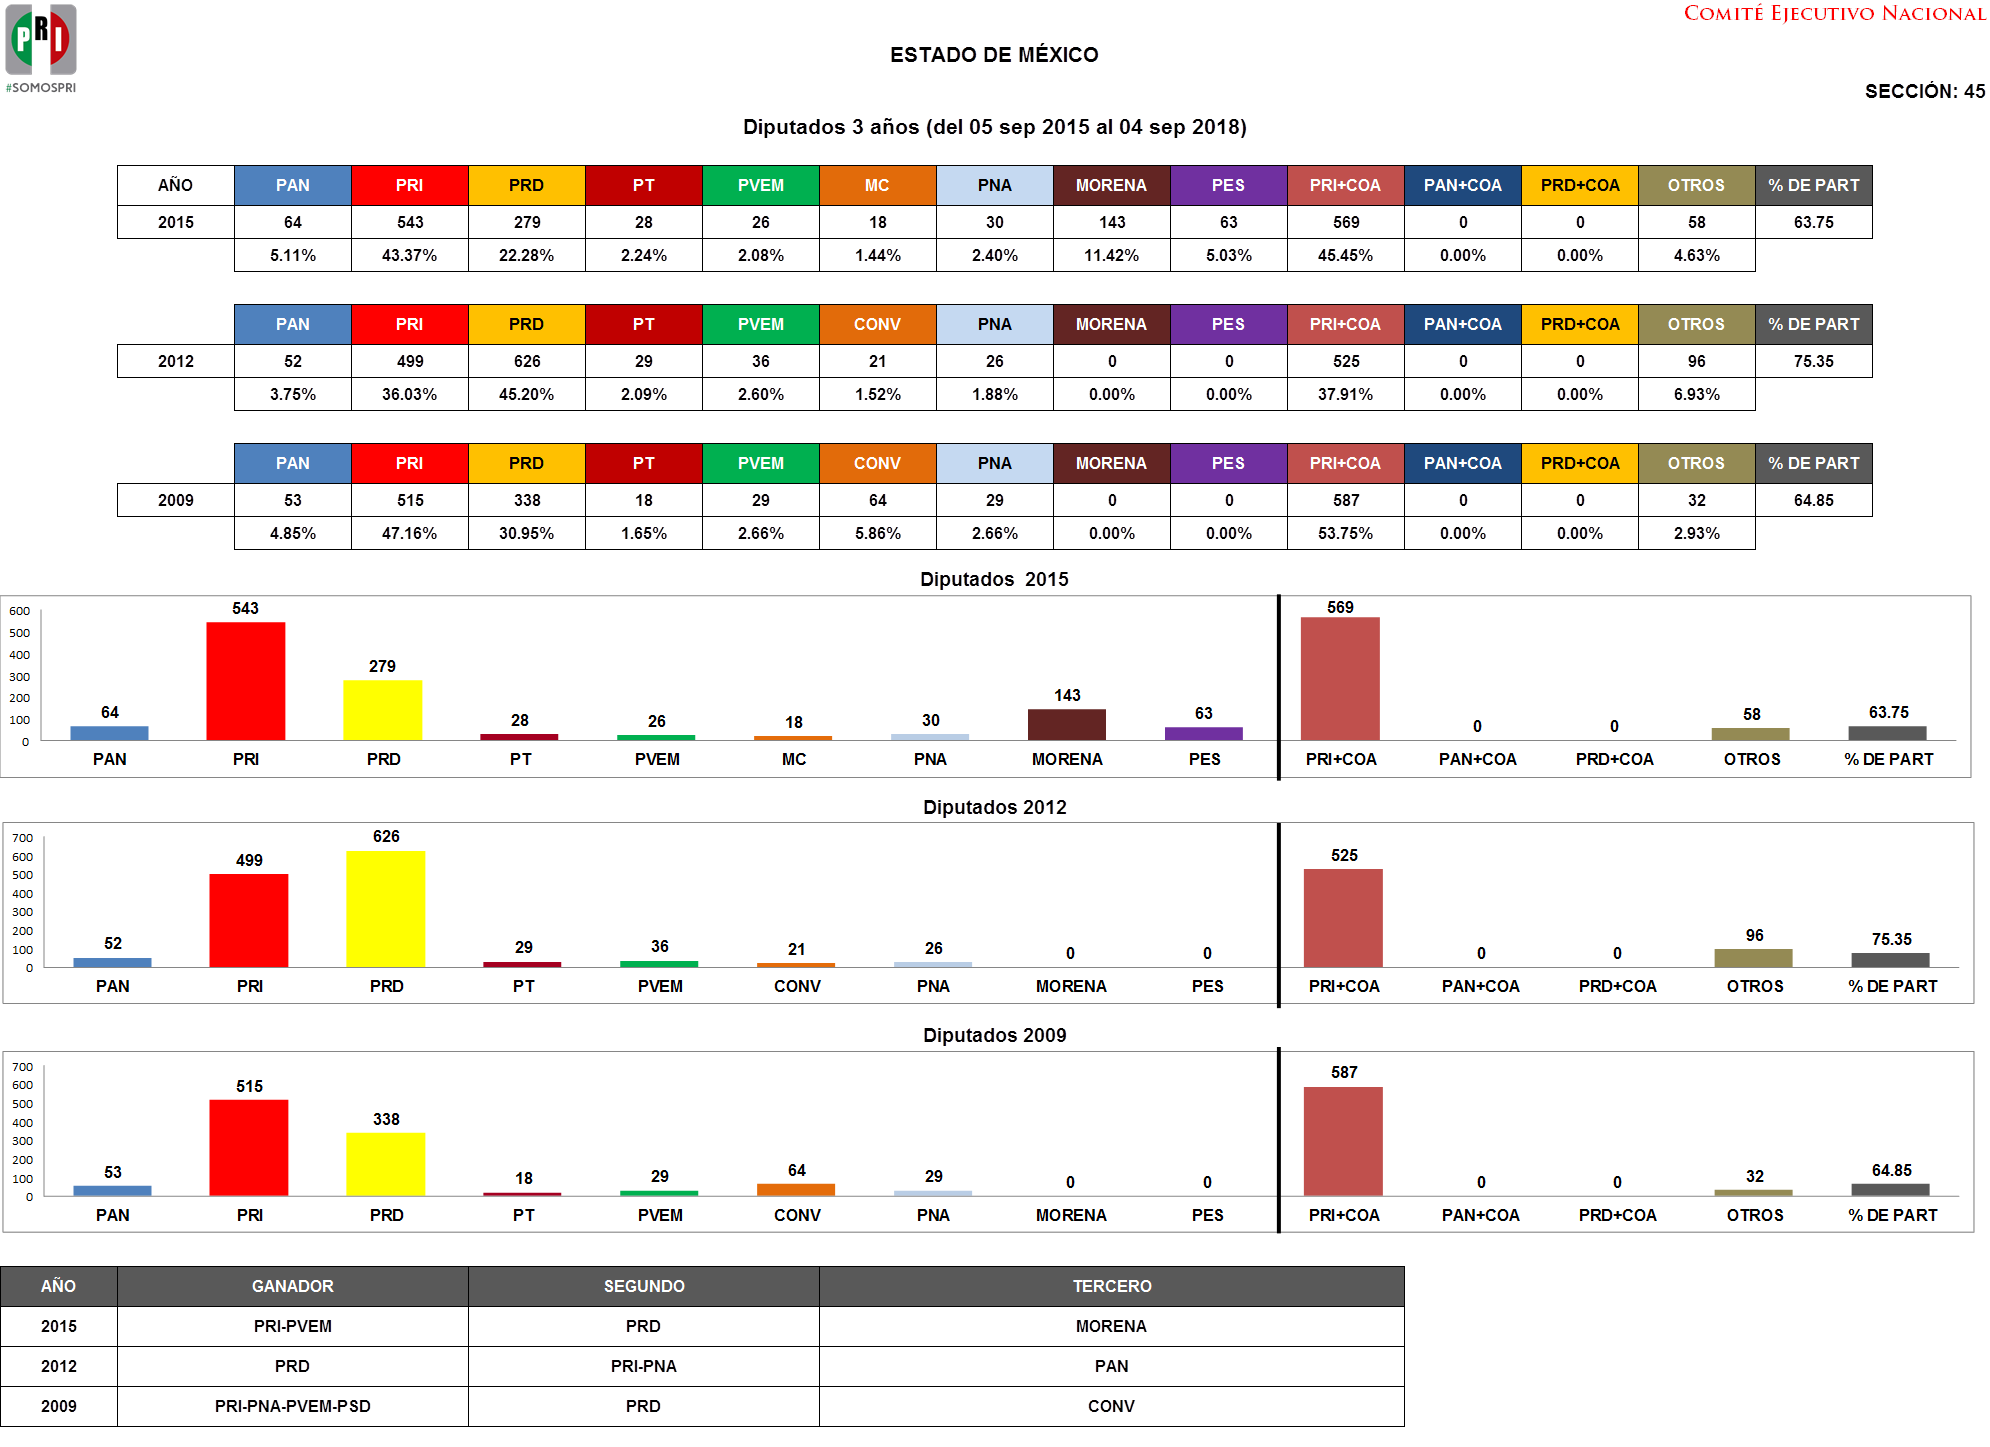 PRI
#SOMOSPRI
COMITÉ EJECUTIVO NACIONAL
ESTADO DE MÉXICO
SECCIÓN: 45
Diputados 3 años (del 05 sep 2015 al 04 sep 2018)
AÑO PAN PRI PRD PT PVEM MC PNA MORENA PES PRI+COA PAN+COA PRD+COA OTROS % DE PART
2015 64 543 279 28 26 18 30 143 63 569 0 0 58 63.75
5.11% 43.37% 22.28% 2.24% 2.08% 1.44% 2.40% 11.42% 5.03% 45.45% 0.00% 0.00% 4.63%
PAN PRI PRD PT PVEM CONV PNA MORENA PES PRI+COA PAN+COA PRD+COA OTROS % DE PART
2012 52 499 626 29 36 21 26 0 0 525 0 0 96 75.35
3.75% 36.03% 45.20% 2.09% 2.60% 1.52% 1.88% 0.00% 0.00% 37.91% 0.00% 0.00% 6.93%
PAN PRI PRD PT PVEM CONV PNA MORENA PES PRI+COA PAN+COA PRD+COA OTROS % DE PART
2009 53 515 338 18 29 64 29 0 0 587 0 0 32 64.85
4.85% 47.16% 30.95% 1.65% 2.66% 5.86% 2.66% 0.00% 0.00% 53.75% 0.00% 0.00% 2.93%
Diputados 2015
600
500
400
300
200
100
0
64 543 279 28 26 18 30 143 63 569 0 0 58 63.75
PAN PRI PRD PT PVEM MC PNA MORENA PES PRI+COA PAN+COA PRD+COA OTROS % DE PART
Diputados 2012
700
600
500
400
300
200
100
0
52 499 626 29 36 21 26 0 0 525 0 0 96 75.35
PAN PRI PRD PT PVEM CONV PNA MORENA PES PRI+COA PAN+COA PRD+COA OTROS % DE PART
Diputados 2009
700
600
500
400
300
200
100
0
53 515 338 18 29 64 29 0 0 587 0 0 32 64.85
PAN PRI PRD PT PVEM CONV PNA MORENA PES PRI+COA PAN+COA PRD+COA OTROS % DE PART
AÑO GANADOR SEGUNDO TERCERO
2015 PRI-PVEM PRD MORENA
2012 PRD PRI-PNA PAN
2009 PRI-PNA-PVEM-PSD PRD CONV